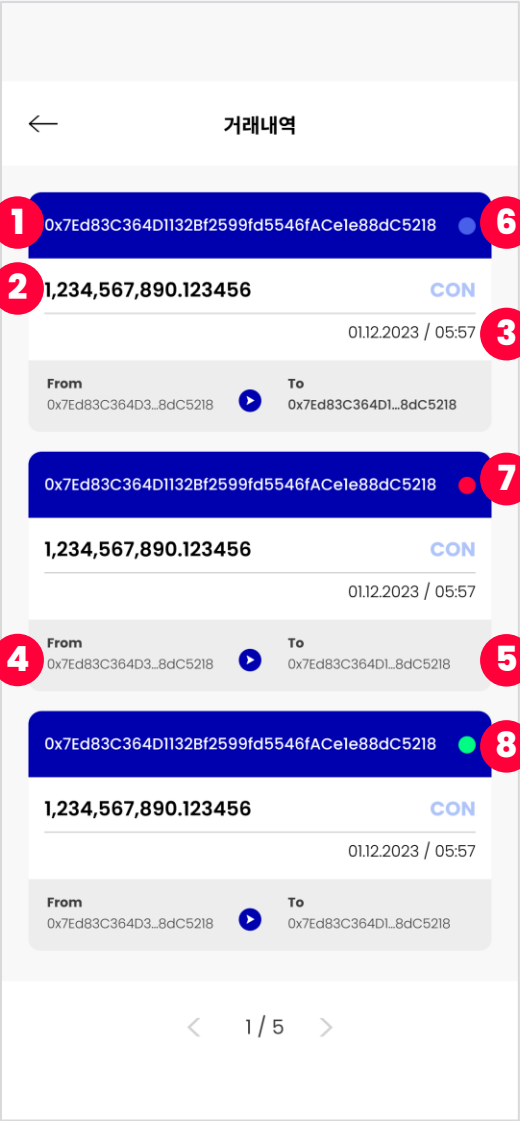 거래내역
1 0x7Ed83C364D1132Bf2599fd5546fACe1e88dC5218 6
2 1,234,567,890.123456 CON
01.12.2023 / 05:57 3
From To
0x7Ed83C364D3...8dC5218 0x7Ed83C364D1...8dC5218
0x7Ed83C364D1132Bf2599fd5546fACe1e88dC5218 7
1,234,567,890.123456 CON
01.12.2023 / 05:57
From To
4 0x7Ed83C364D3...8dC5218 0x7Ed83C364D1...8dC5218 5
0x7Ed83C364D1132Bf2599fd5546fACe1e88dC5218 8
1,234,567,890.123456 CON
01.12.2023 / 05:57
From To
0x7Ed83C364D3...8dC5218 0x7Ed83C364D1...8dC5218
< 1 / 5 >